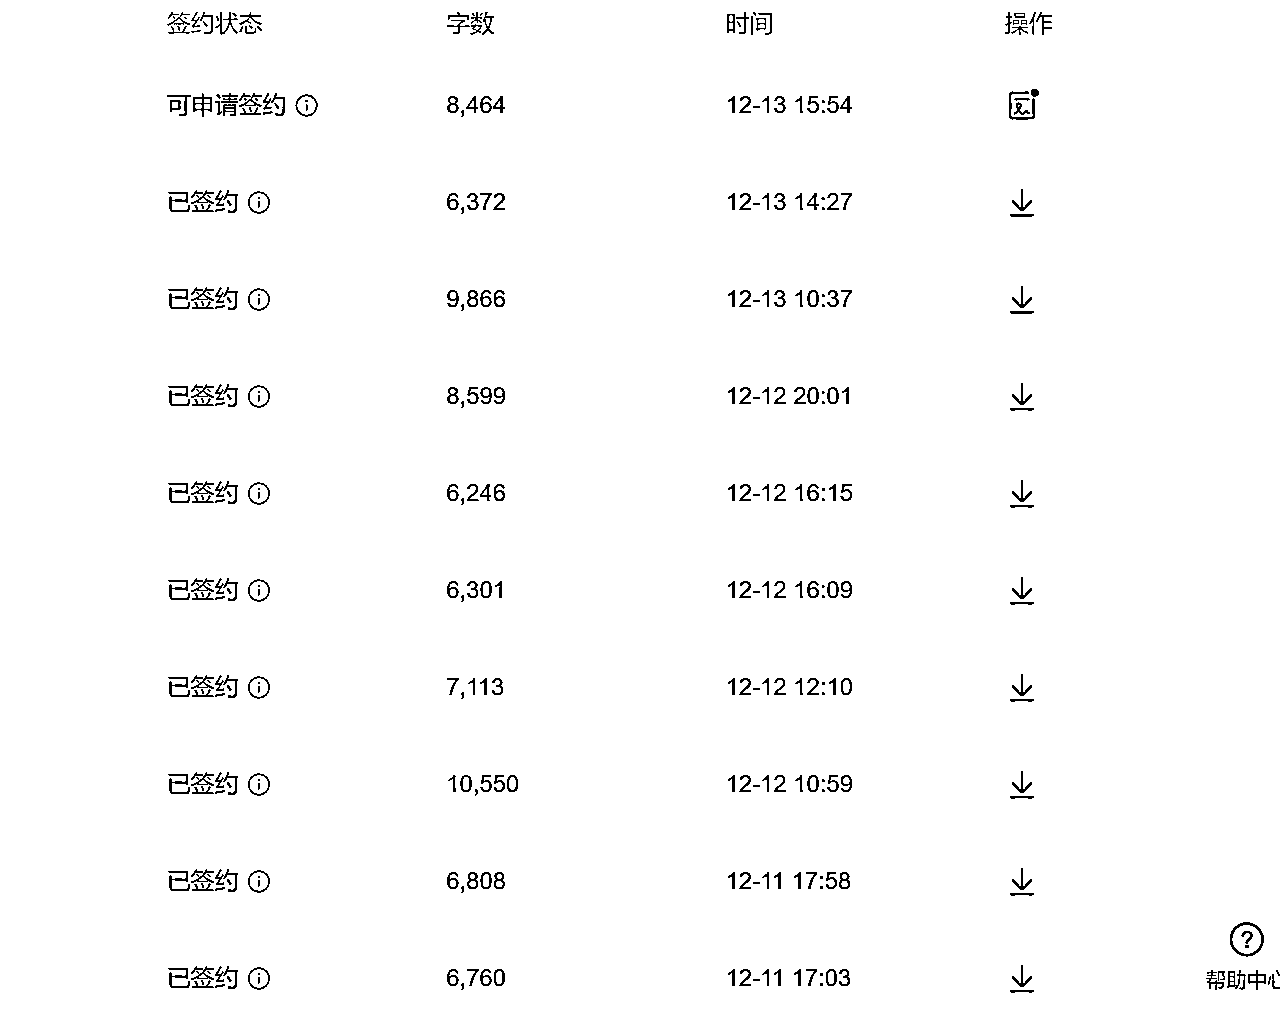 签约状态 字数 时间 操作
可申请签约 8,464 12-13 15:54
已签约 6,372 12-13 14:27
已签约 9,866 12-13 10:37
已签约 8,599 12-12 20:01
已签约 6,246 12-12 16:15
已签约 6,301 12-12 16:09
已签约 7,113 12-12 12:10
已签约 10,550 12-12 10:59
已签约 6,808 12-11 17:58
已签约 6,760 12-11 17:03
帮助中心